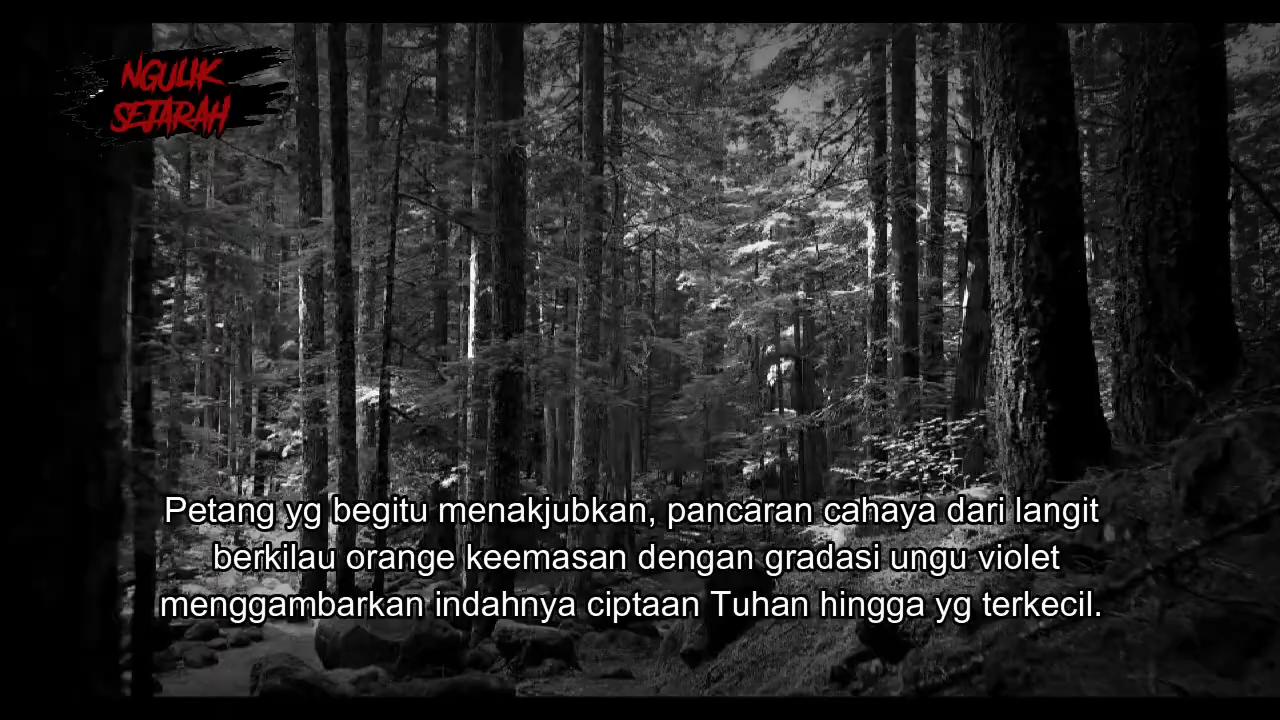 NGULIK
SEJARAH
Petang yg begitu menakjubkan, pancaran cahaya dari langit
berkilau orange keemasan dengan gradasi ungu violet
menggambarkan indahnya ciptaan Tuhan hingga yg terkecil.